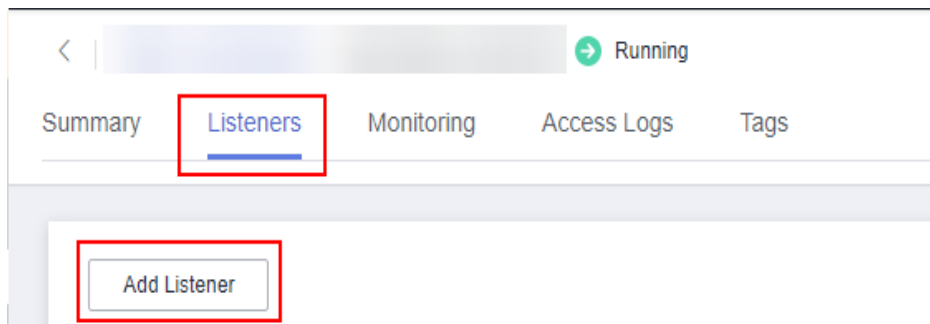 Running
Summary Listeners Monitoring Access Logs Tags
Add Listener